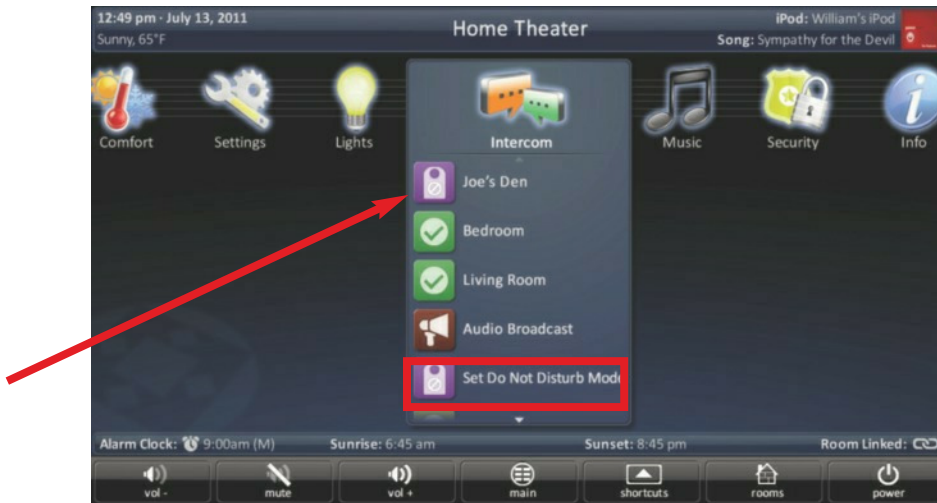 12:49 pm · July 13, 2011
Sunny, 65°F
Home Theater
iPod: William's iPod
Song: Sympathy for the Devil
Comfort
Settings
Lights
Intercom
Music
Security
Info
Joe's Den
Bedroom
Living Room
Audio Broadcast
Set Do Not Disturb Mode
Alarm Clock: 9:00am (M)
Sunrise: 6:45 am
Sunset: 8:45 pm
Room Linked:
vol -
mute
vol +
main
shortcuts
rooms
power